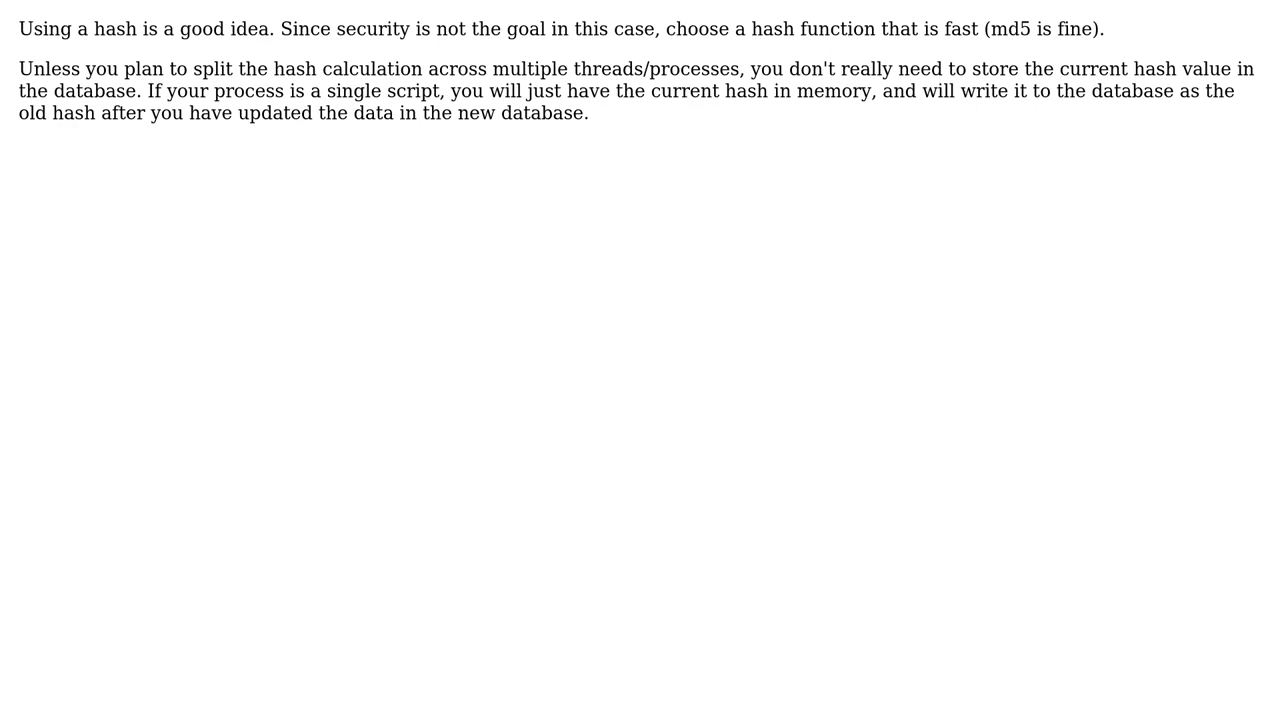 Using a hash is a good idea. Since security is not the goal in this case, choose a hash function that is fast (md5 is fine).
Unless you plan to split the hash calculation across multiple threads/processes, you don't really need to store the current hash value in
the database. If your process is a single script, you will just have the current hash in memory, and will write it to the database as the
old hash after you have updated the data in the new database.